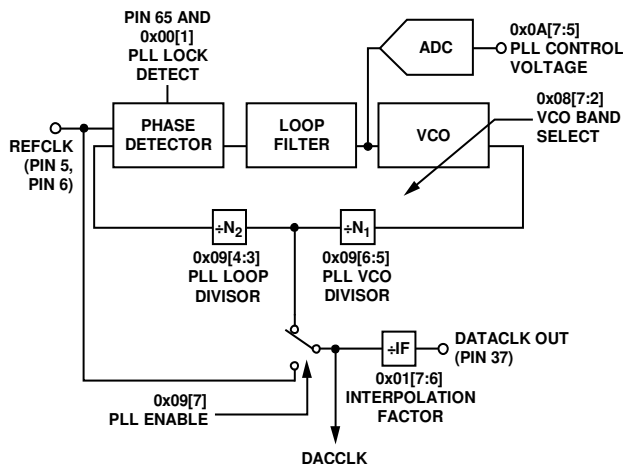 PIN 65 AND
0x00[1]
PLL LOCK
DETECT
ADC
0x0A[7:5]
PLL CONTROL
VOLTAGE
0x08[7:2]
VCO BAND
SELECT
REFCLK
(PIN 5,
PIN 6)
PHASE
DETECTOR
LOOP
FILTER
VCO
÷N2
0x09[4:3]
PLL LOOP
DIVISOR
÷N1
0x09[6:5]
PLL VCO
DIVISOR
÷IF
DATACLK OUT
(PIN 37)
0x01[7:6]
INTERPOLATION
FACTOR
0x09[7]
PLL ENABLE
DACCLK